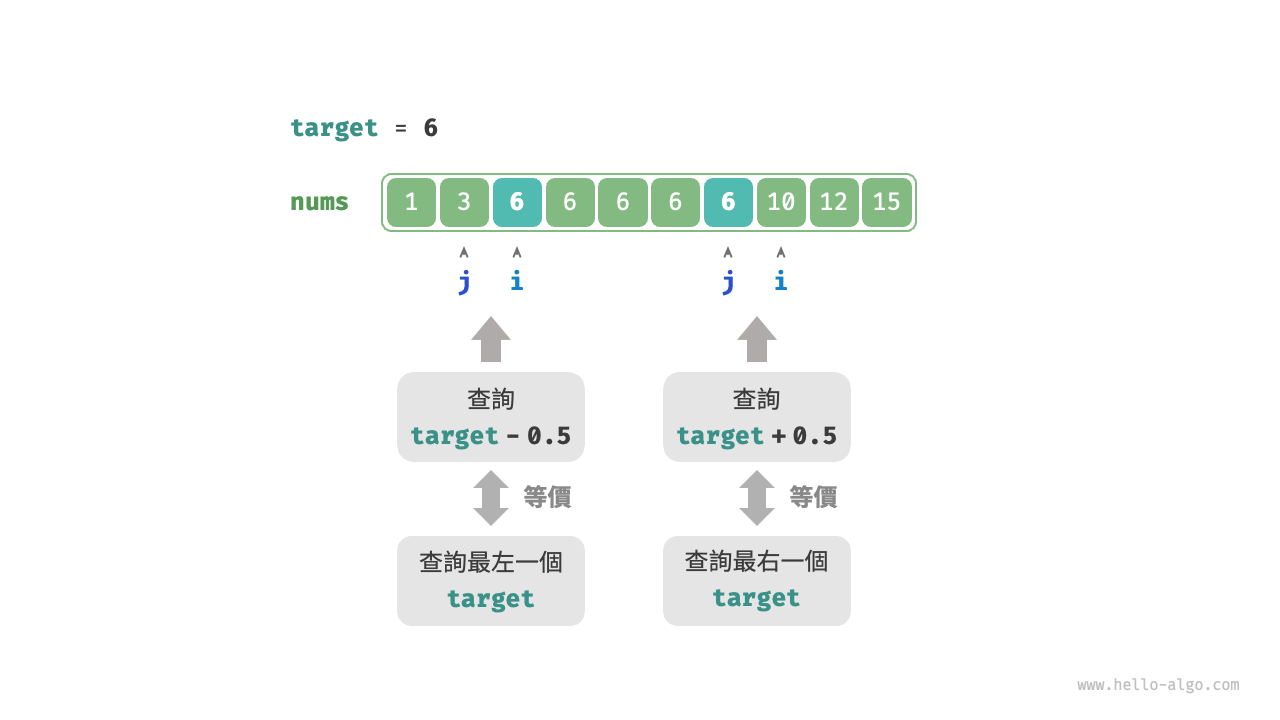 target = 6
nums 1 3 6 6 6 6 6 10 12 15
j i j i
查詢 查詢
target - 0.5 target + 0.5
等價 等價
查詢最左一個 查詢最右一個
target target
www.hello-algo.com